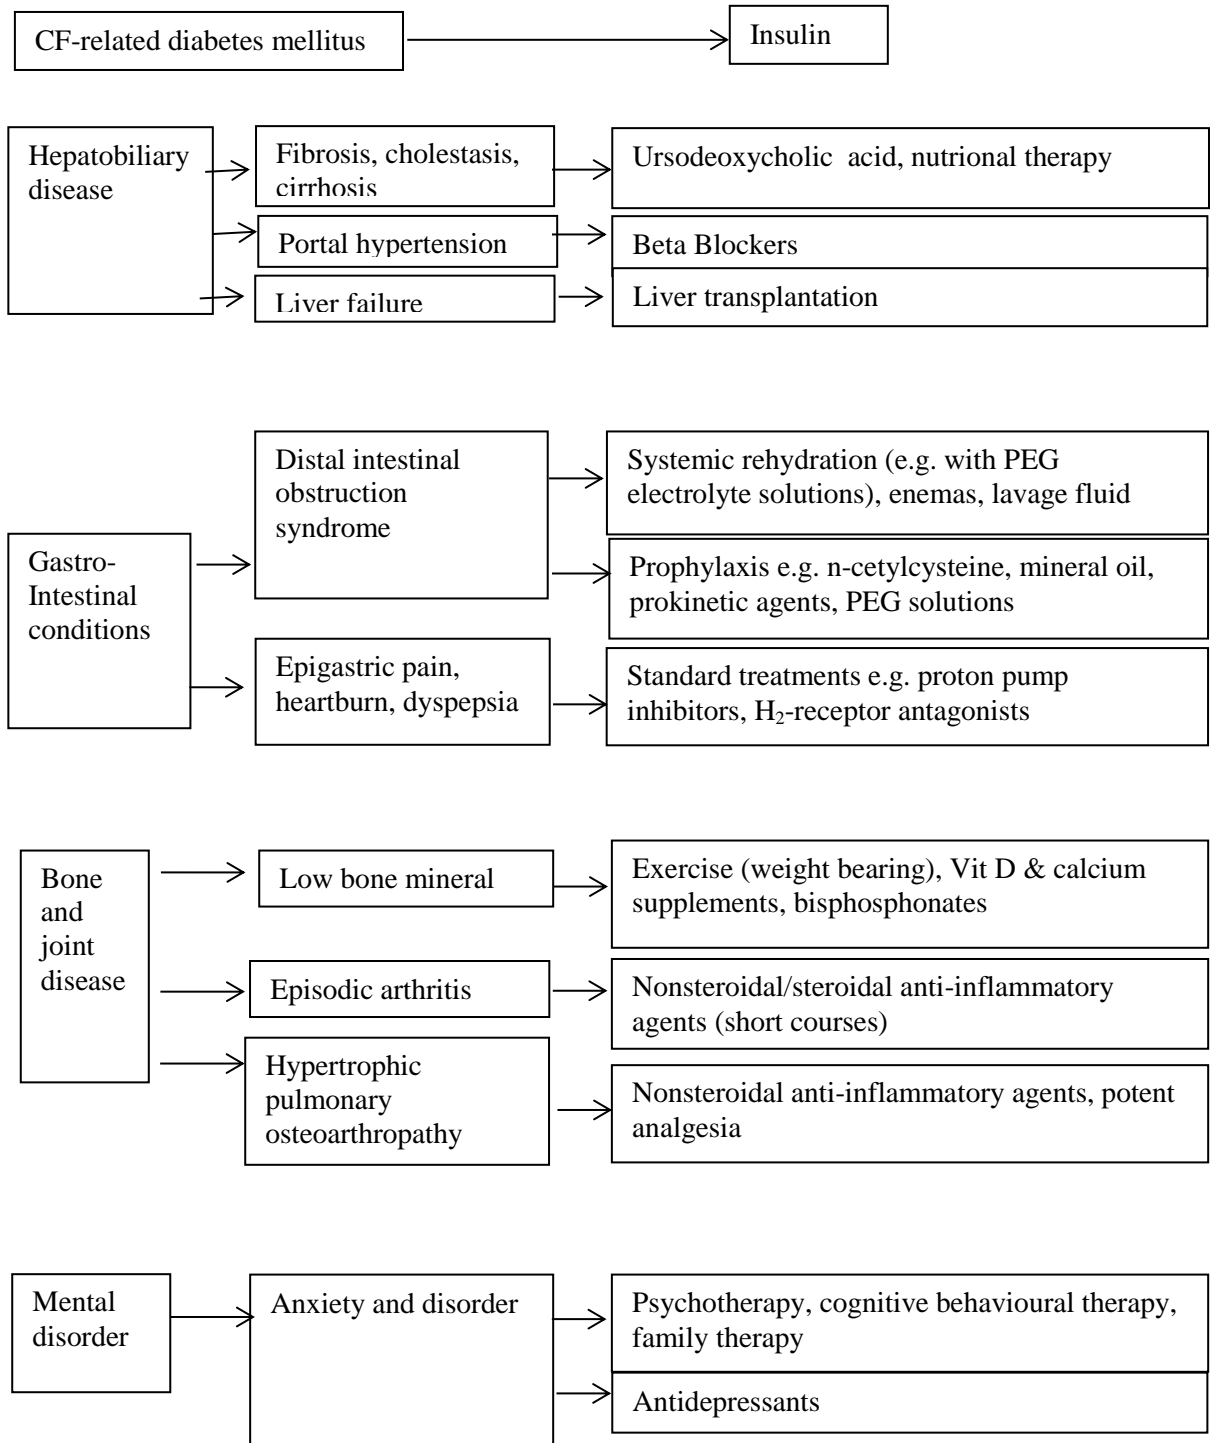 CF-related diabetes mellitus
Insulin
Hepatobiliary
disease
Fibrosis, cholestasis,
cirrhosis
Ursodeoxycholic acid, nutrional therapy
Portal hypertension
Beta Blockers
Liver failure
Liver transplantation
Gastro-
Intestinal
conditions
Distal intestinal
obstruction
syndrome
Systemic rehydration (e.g. with PEG
electrolyte solutions), enemas, lavage fluid
Prophylaxis e.g. n-cetylcysteine, mineral oil,
prokinetic agents, PEG solutions
Epigastric pain,
heartburn, dyspepsia
Standard treatments e.g. proton pump
inhibitors, H₂-receptor antagonists
Bone
and
joint
disease
Low bone mineral
Exercise (weight bearing), Vit D & calcium
supplements, bisphosphonates
Episodic arthritis
Nonsteroidal/steroidal anti-inflammatory
agents (short courses)
Hypertrophic
pulmonary
osteoarthropathy
Nonsteroidal anti-inflammatory agents, potent
analgesia
Mental
disorder
Anxiety and disorder
Psychotherapy, cognitive behavioural therapy,
family therapy
Antidepressants